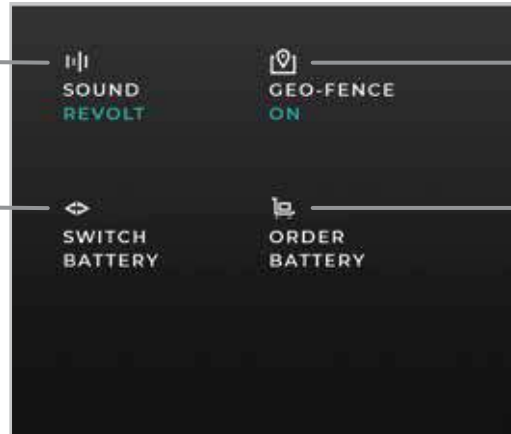 SOUND
REVOLT
GEO-FENCE
ON
SWITCH
BATTERY
ORDER
BATTERY